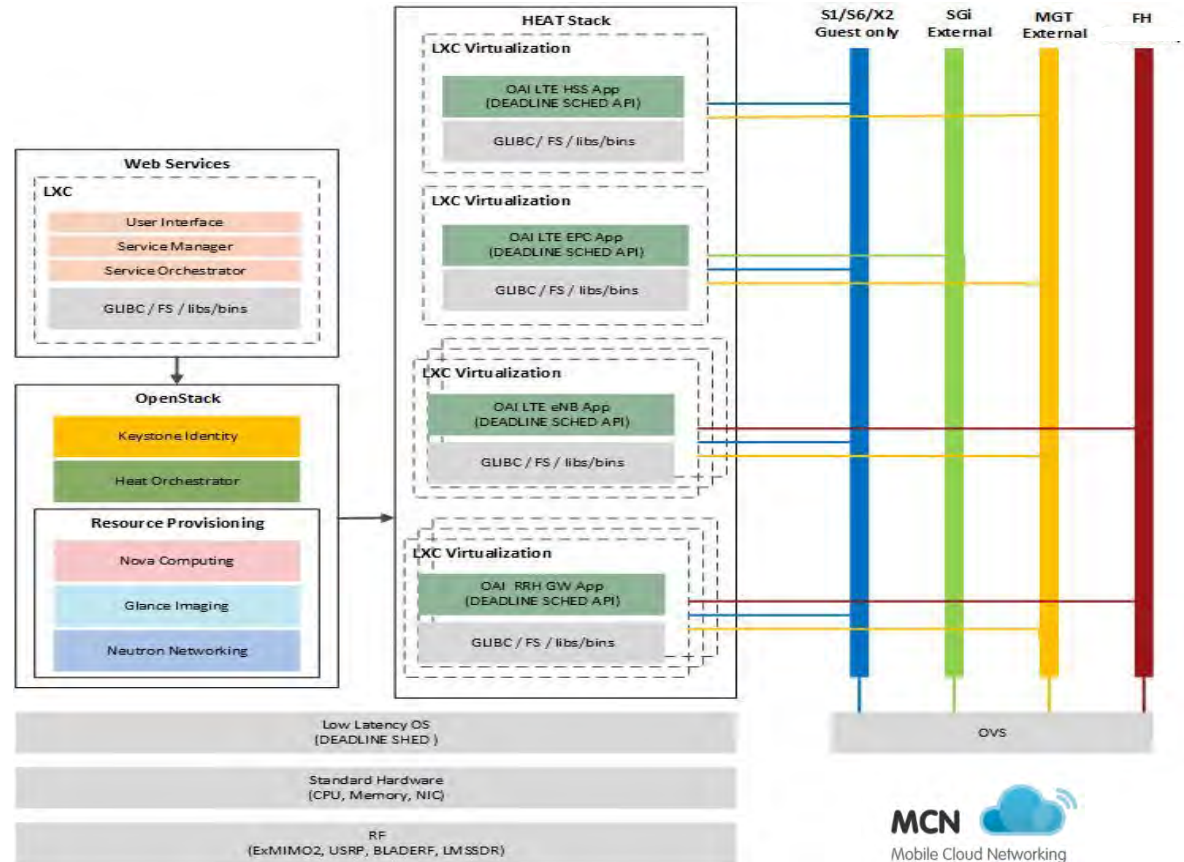 HEAT Stack
S1/S6/X2
Guest only
SGi
External
MGT
External
FH
LXC Virtualization
OAI LTE HSS App
(DEADLINE SCHED API)
GLIBC / FS / libs/bins
Web Services
LXC
User Interface
Service Manager
Service Orchestrator
GLIBC / FS / libs/bins
LXC Virtualization
OAI LTE EPC App
(DEADLINE SCHED API)
GLIBC / FS / libs/bins
LXC Virtualization
OAI LTE eNB App
(DEADLINE SCHED API)
GLIBC / FS / libs/bins
OpenStack
Keystone Identity
Heat Orchestrator
Resource Provisioning
Nova Computing
Glance Imaging
Neutron Networking
LXC Virtualization
OAI RRH GW App
(DEADLINE SCHED API)
GLIBC / FS / libs/bins
Low Latency OS
(DEADLINE SHED )
OVS
Standard Hardware
(CPU, Memory, NIC)
RF
(ExMIMO2, USRP, BLADERF, LMSSDR)
MCN
Mobile Cloud Networking